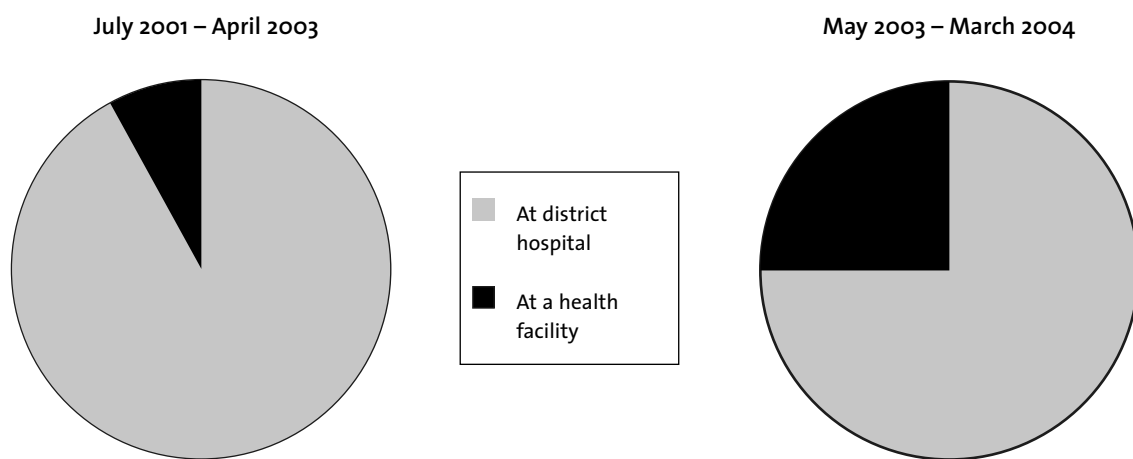 July 2001 – April 2003
May 2003 – March 2004
At district
hospital
At a health
facility